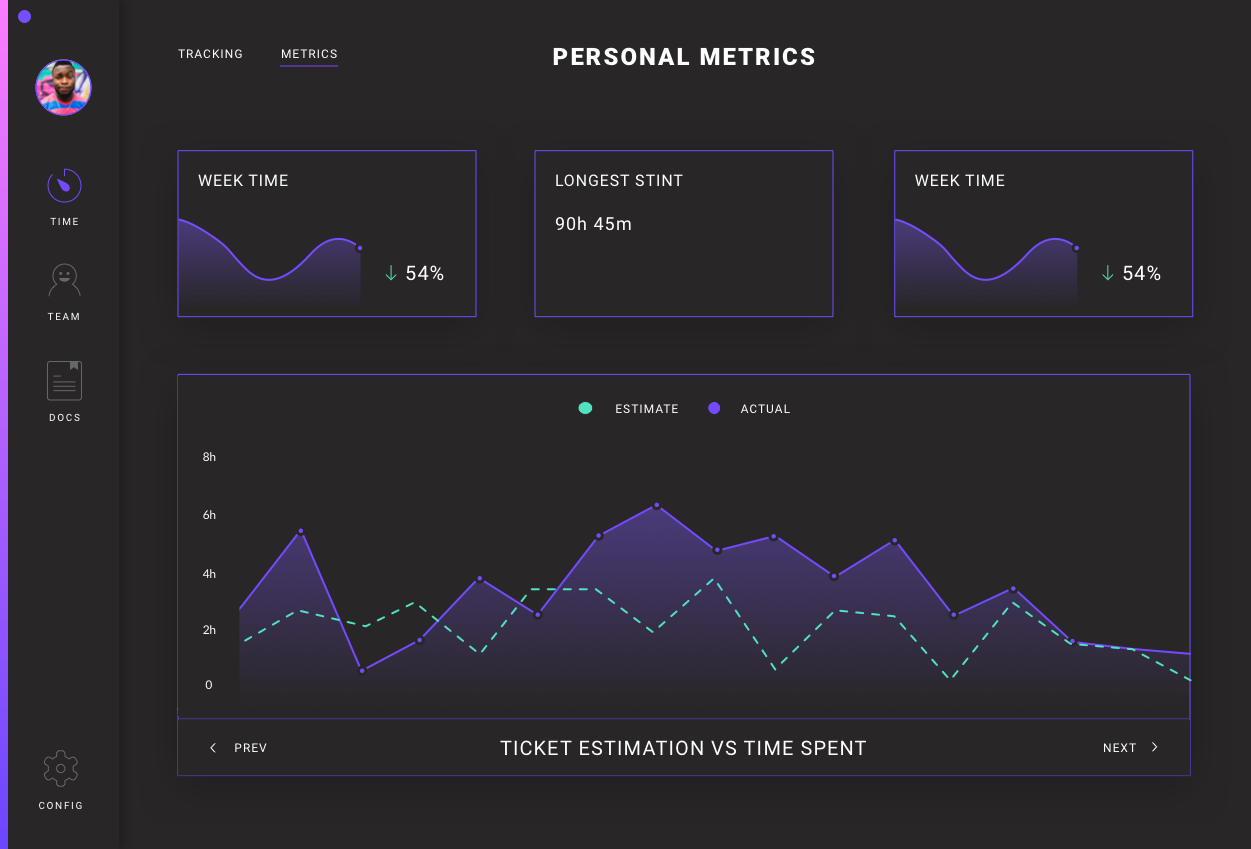 TRACKING
METRICS
PERSONAL METRICS
TIME
TEAM
DOCS
CONFIG
WEEK TIME
54%
LONGEST STINT
90h 45m
WEEK TIME
54%
ESTIMATE
ACTUAL
8h
6h
4h
2h
0
PREV
TICKET ESTIMATION VS TIME SPENT
NEXT